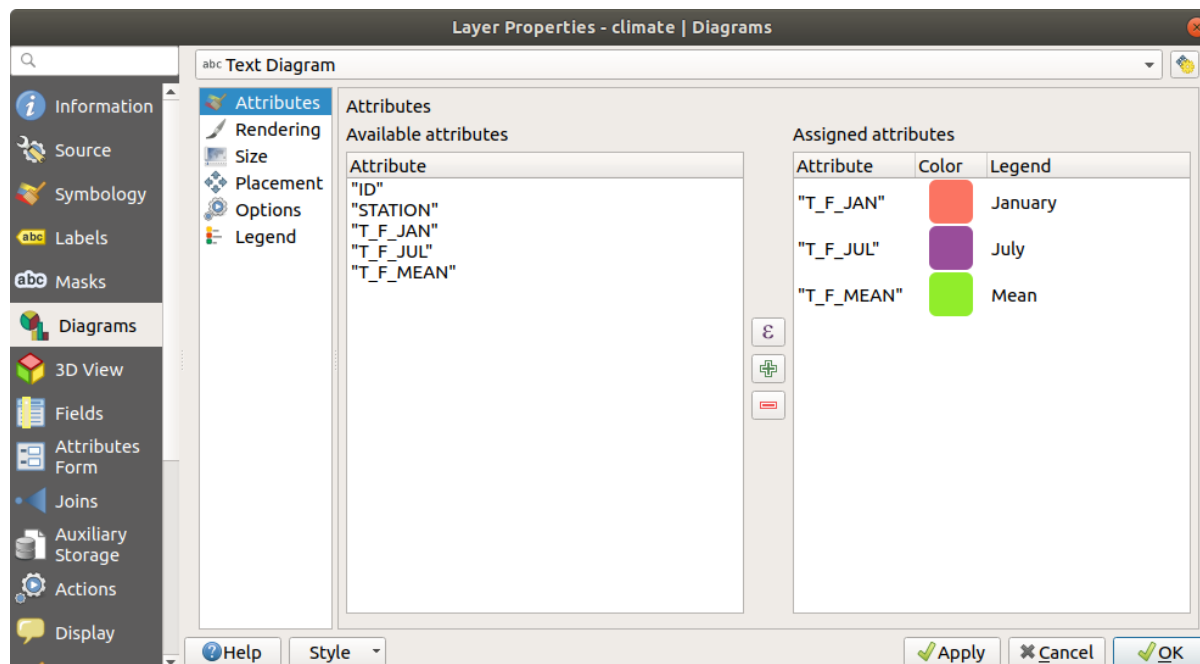 Layer Properties - climate | Diagrams
abc Text Diagram
i Information
Source
Symbology
abc Labels
abc Masks
Diagrams
3D View
Fields
Attributes
Form
Joins
Auxiliary
Storage
Actions
Display
Attributes
Rendering
Size
Placement
Options
Legend
Attributes
Available attributes
Attribute
"ID"
"STATION"
"T_F_JAN"
"T_F_JUL"
"T_F_MEAN"
ε
Assigned attributes
Attribute Color Legend
"T_F_JAN" January
"T_F_JUL" July
"T_F_MEAN" Mean
?Help Style Apply Cancel OK